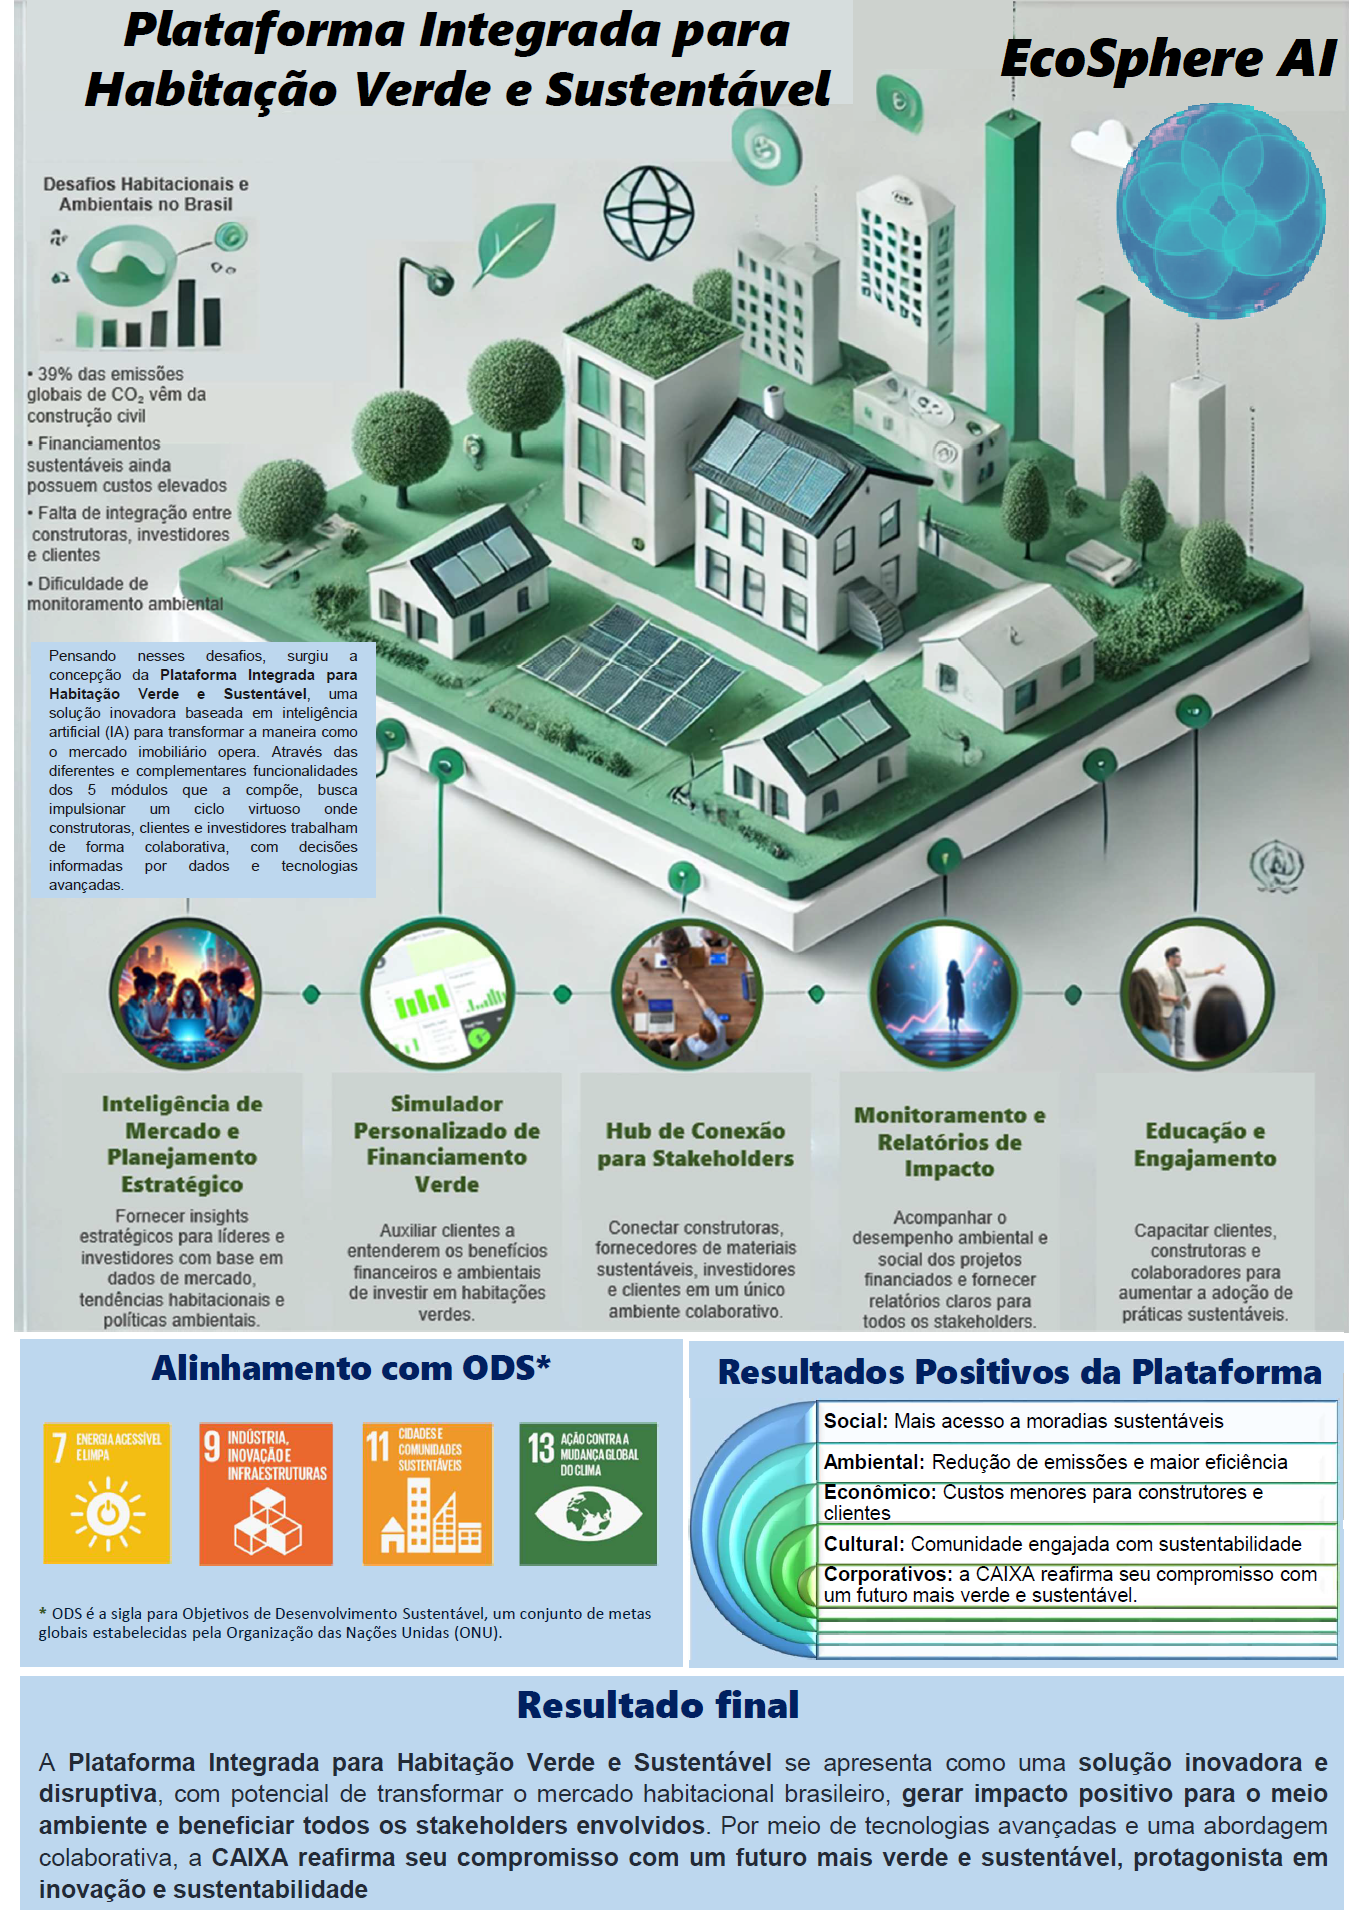 Plataforma Integrada para
Habitação Verde e Sustentável
EcoSphere AI
Desafios Habitacionais e
Ambientais no Brasil
• 39% das emissões
globais de CO₂ vêm da
construção civil
• Financiamentos
sustentáveis ainda
possuem custos elevados
• Falta de integração entre
construtoras, investidores
e clientes
• Dificuldade de
monitoramento ambiental
Pensando nesses desafios, surgiu a
concepção da Plataforma Integrada para
Habitação Verde e Sustentável, uma
solução inovadora baseada em inteligência
artificial (IA) para transformar a maneira como
o mercado imobiliário opera. Através das
diferentes e complementares funcionalidades
dos 5 módulos que a compõe, busca
impulsionar um ciclo virtuoso onde
construtoras, clientes e investidores trabalham
de forma colaborativa, com decisões
informadas por dados e tecnologias
avançadas.
Inteligência de
Mercado e
Planejamento
Estratégico
Fornecer insights
estratégicos para líderes e
investidores com base em
dados de mercado,
tendências habitacionais e
políticas ambientais.
Simulador
Personalizado de
Financiamento
Verde
Auxiliar clientes a
entenderem os benefícios
financeiros e ambientais
de investir em habitações
verdes.
Hub de Conexão
para Stakeholders
Conectar construtoras,
fornecedores de materiais
sustentáveis, investidores
e clientes em um único
ambiente colaborativo.
Monitoramento e
Relatórios de
Impacto
Acompanhar o
desempenho ambiental e
social dos projetos
financiados e fornecer
relatórios claros para
todos os stakeholders.
Educação e
Engajamento
Capacitar clientes,
construtoras e
colaboradores para
aumentar a adoção de
práticas sustentáveis.
Alinhamento com ODS*
7 ENERGIA ACESSÍVEL
E LIMPA
9 INDÚSTRIA,
INOVAÇÃO E
INFRAESTRUTURAS
11 CIDADES E
COMUNIDADES
SUSTENTÁVEIS
13 AÇÃO CONTRA A
MUDANÇA GLOBAL
DO CLIMA
* ODS é a sigla para Objetivos de Desenvolvimento Sustentável, um conjunto de metas
globais estabelecidas pela Organização das Nações Unidas (ONU).
Resultados Positivos da Plataforma
Social: Mais acesso a moradias sustentáveis
Ambiental: Redução de emissões e maior eficiência
Econômico: Custos menores para construtores e
clientes
Cultural: Comunidade engajada com sustentabilidade
Corporativos: a CAIXA reafirma seu compromisso com
um futuro mais verde e sustentável.
Resultado final
A Plataforma Integrada para Habitação Verde e Sustentável se apresenta como uma solução inovadora e
disruptiva, com potencial de transformar o mercado habitacional brasileiro, gerar impacto positivo para o meio
ambiente e beneficiar todos os stakeholders envolvidos. Por meio de tecnologias avançadas e uma abordagem
colaborativa, a CAIXA reafirma seu compromisso com um futuro mais verde e sustentável, protagonista em
inovação e sustentabilidade